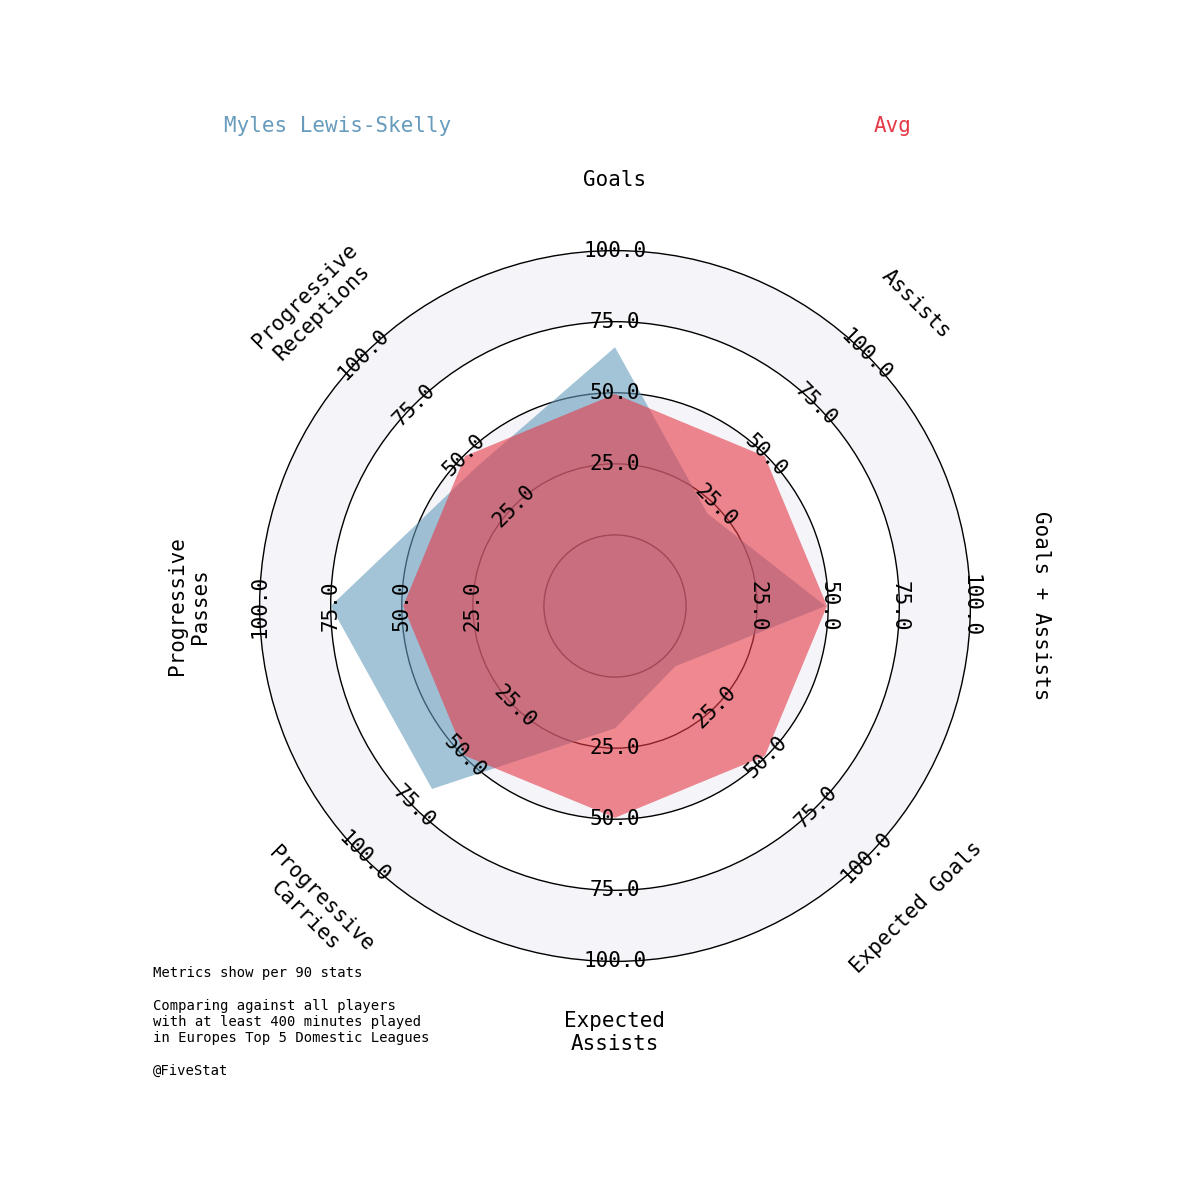 Myles Lewis-Skelly
Avg
Goals
Assists
Goals + Assists
Expected Goals
Expected
Assists
Progressive
Carries
Progressive
Passes
Progressive
Receptions
25.0
50.0
75.0
100.0
25.0
50.0
75.0
100.0
25.0
50.0
75.0
100.0
25.0
50.0
75.0
100.0
25.0
50.0
75.0
100.0
25.0
50.0
75.0
100.0
25.0
50.0
75.0
100.0
25.0
50.0
75.0
100.0
Metrics show per 90 stats
Comparing against all players
with at least 400 minutes played
in Europes Top 5 Domestic Leagues
@FiveStat